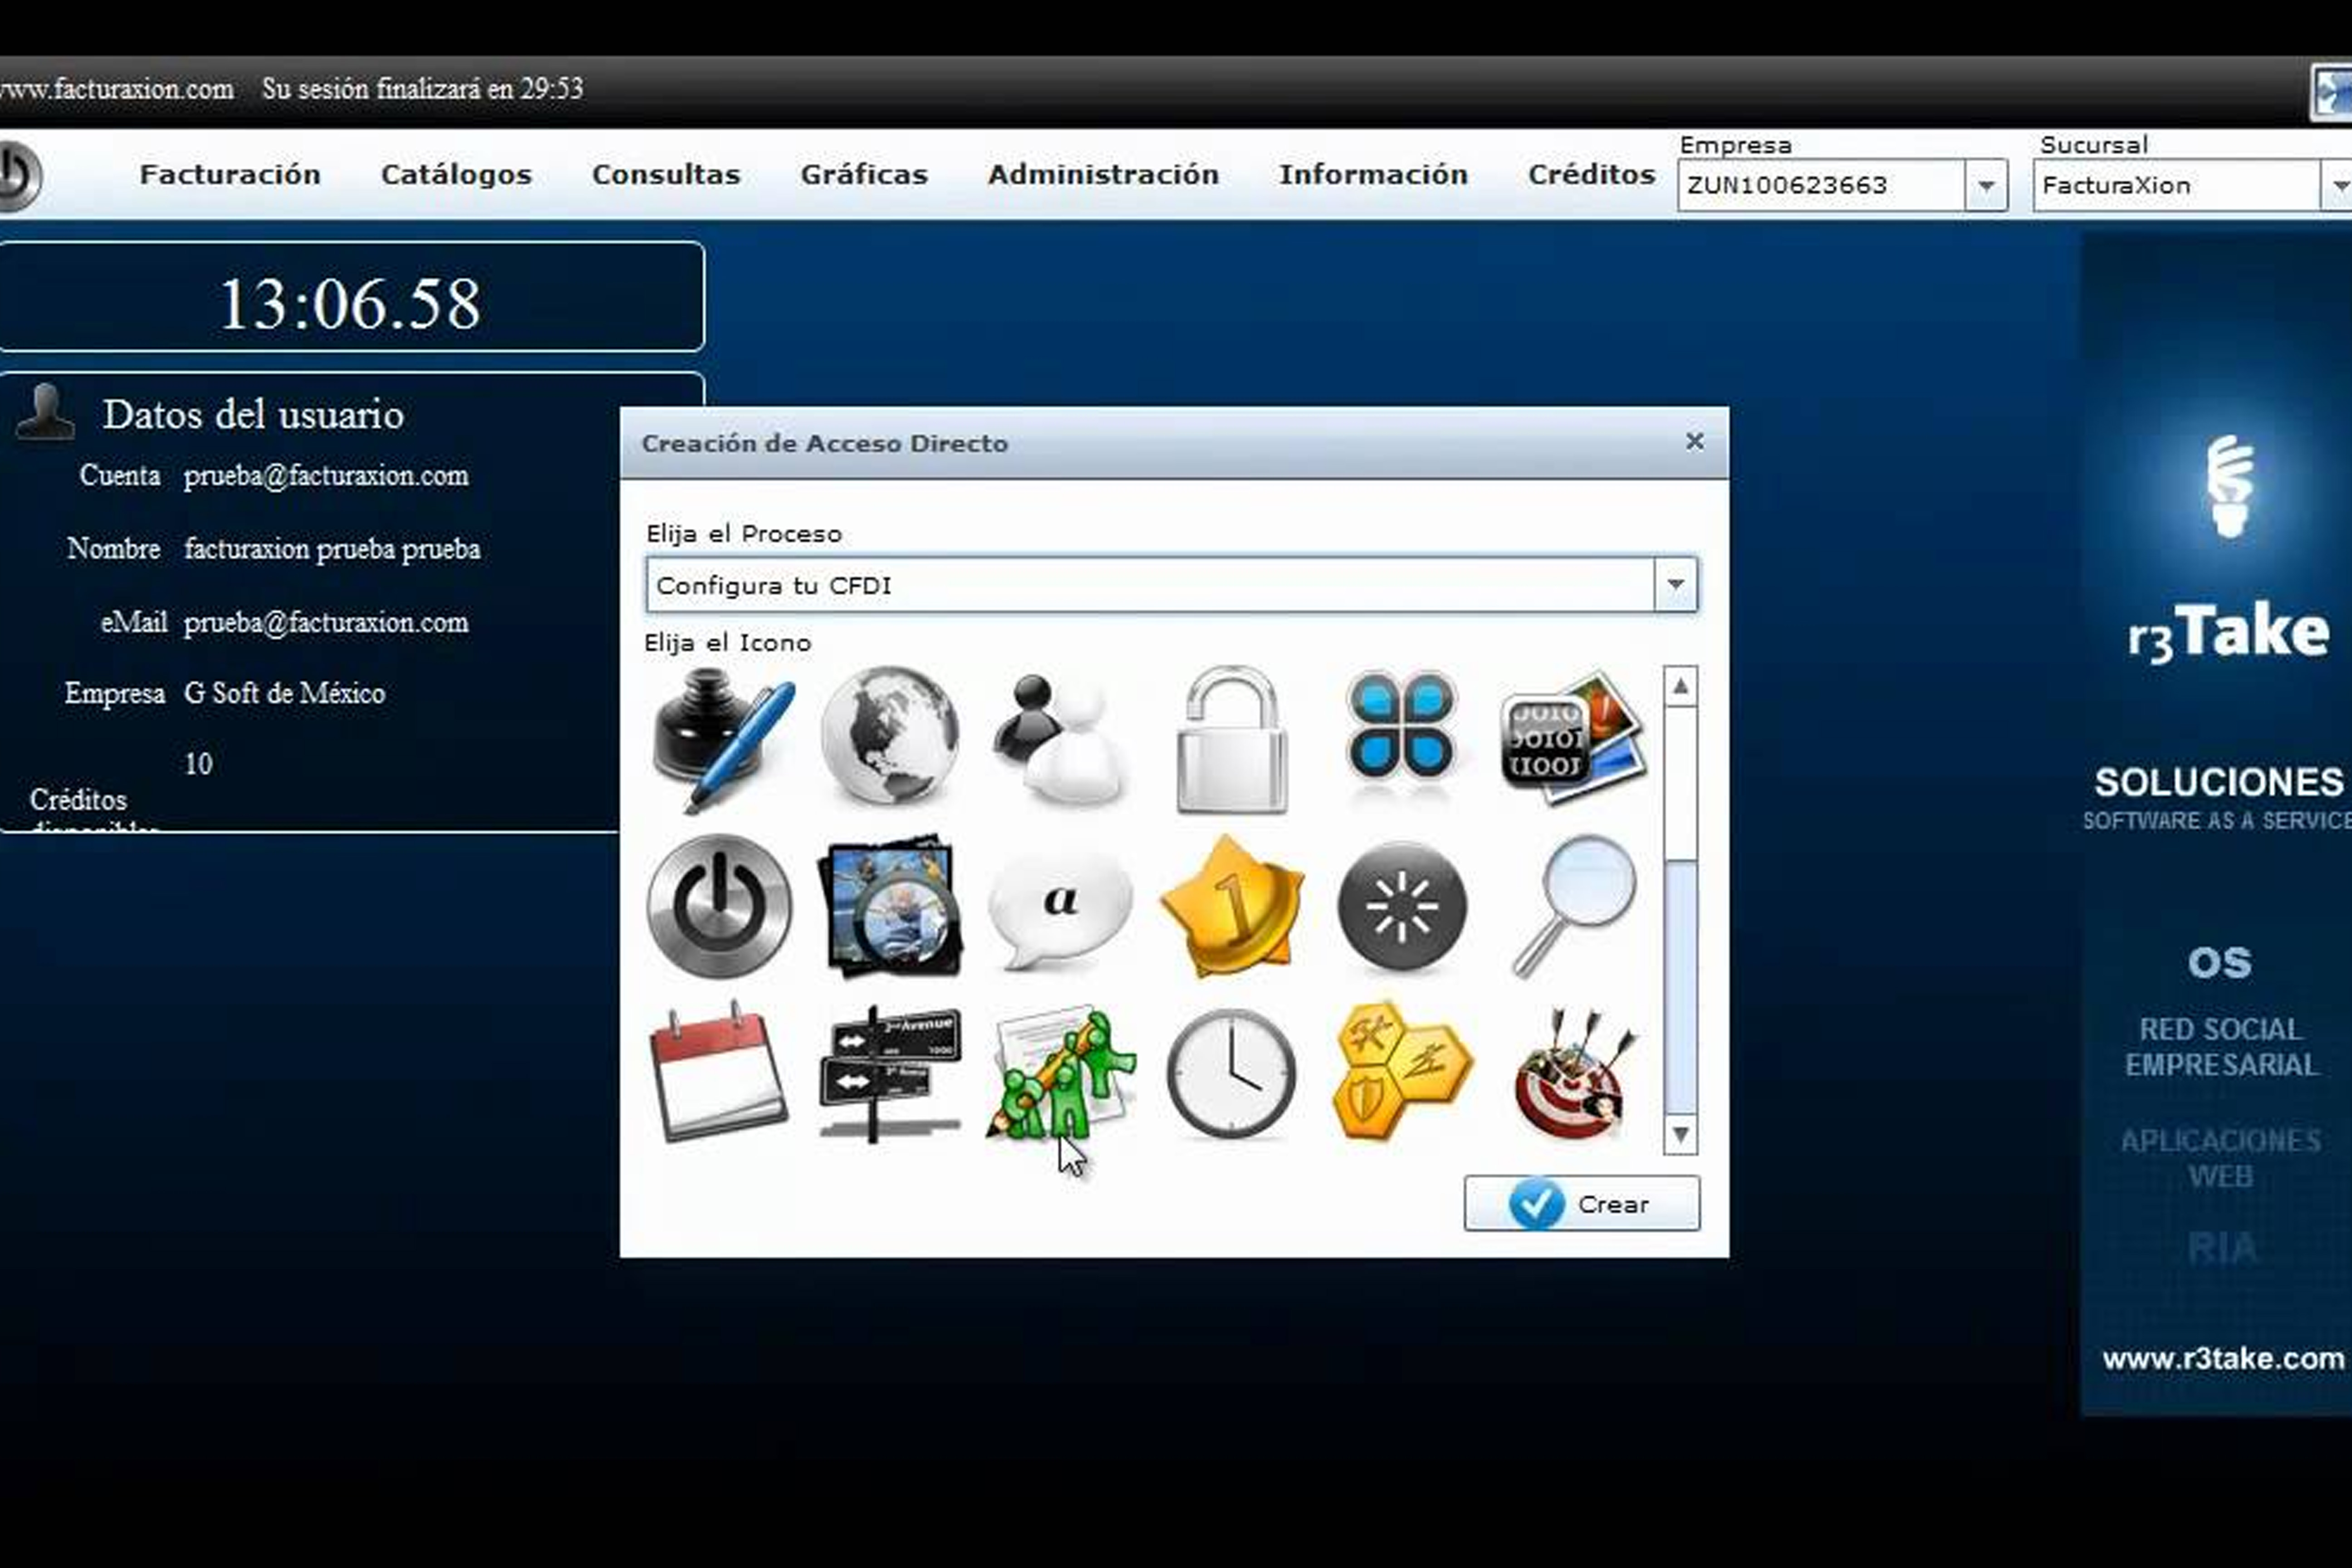 www.facturaxion.com Su sesión finalizará en 29:53
Facturación Catálogos Consultas Gráficas Administración Información Créditos
Empresa
ZUN100623663
Sucursal
FacturaXion
13:06.58
Datos del usuario
Cuenta prueba@facturaxion.com
Nombre facturaxion prueba prueba
eMail prueba@facturaxion.com
Empresa G Soft de México
10
Créditos
disponibles
Creación de Acceso Directo
Elija el Proceso
Configura tu CFDI
Elija el Icono
a
1
Crear
r3Take
SOLUCIONES
SOFTWARE AS A SERVICE
OS
RED SOCIAL
EMPRESARIAL
APLICACIONES
WEB
RIA
www.r3take.com